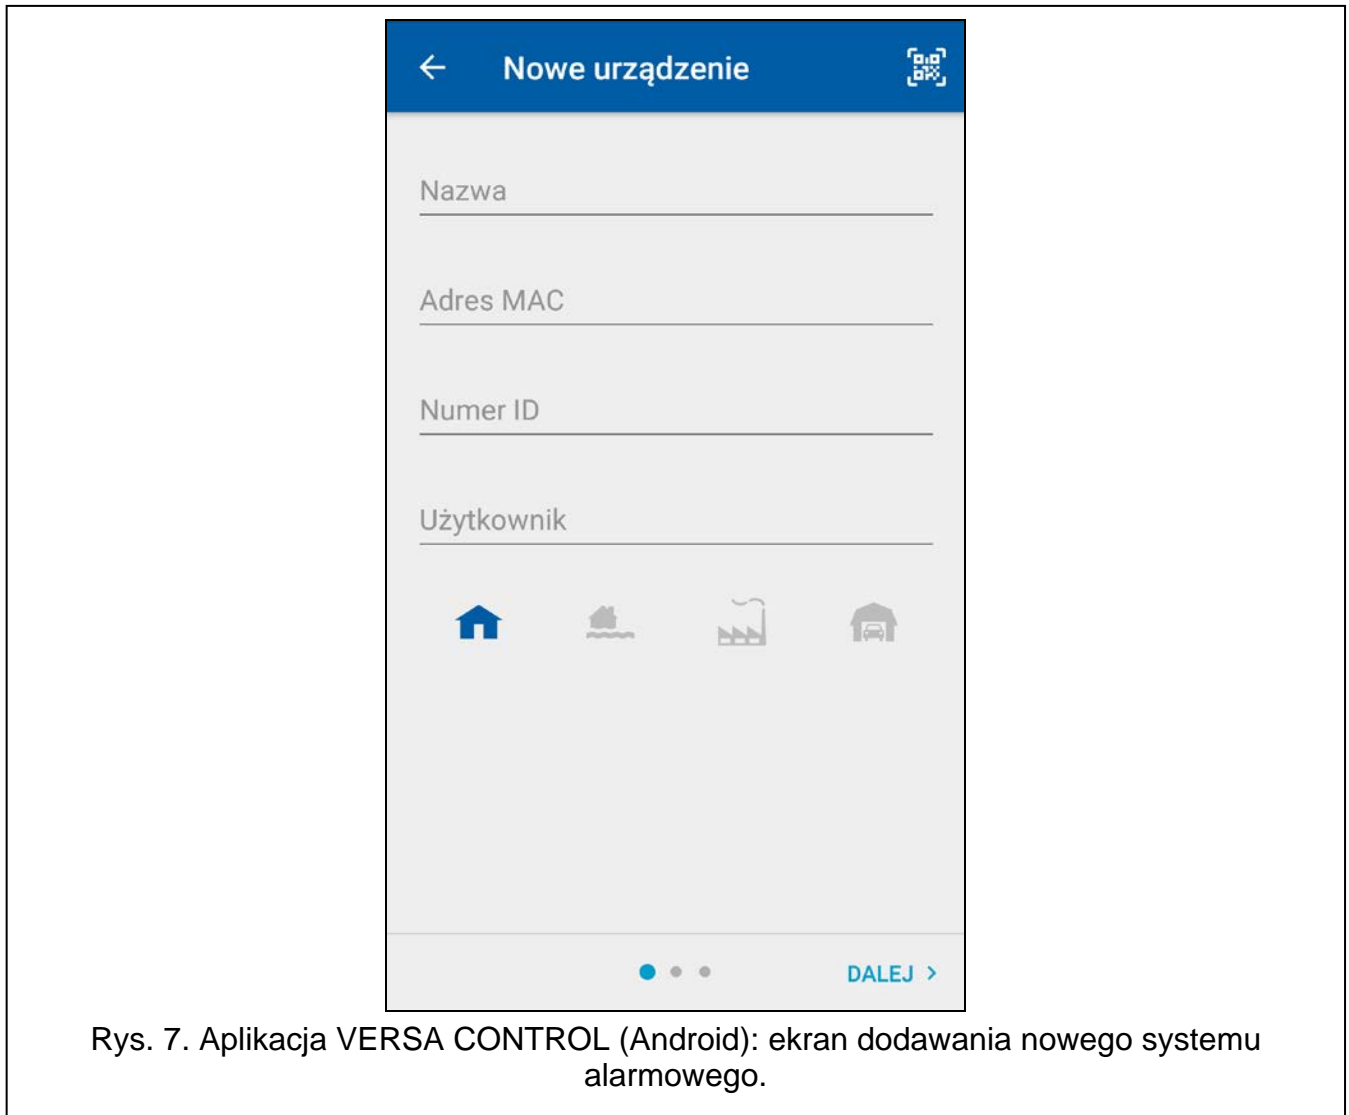 Nowe urządzenie
Nazwa
Adres MAC
Numer ID
Użytkownik
DALEJ
Rys. 7. Aplikacja VERSA CONTROL (Android): ekran dodawania nowego systemu
alarmowego.